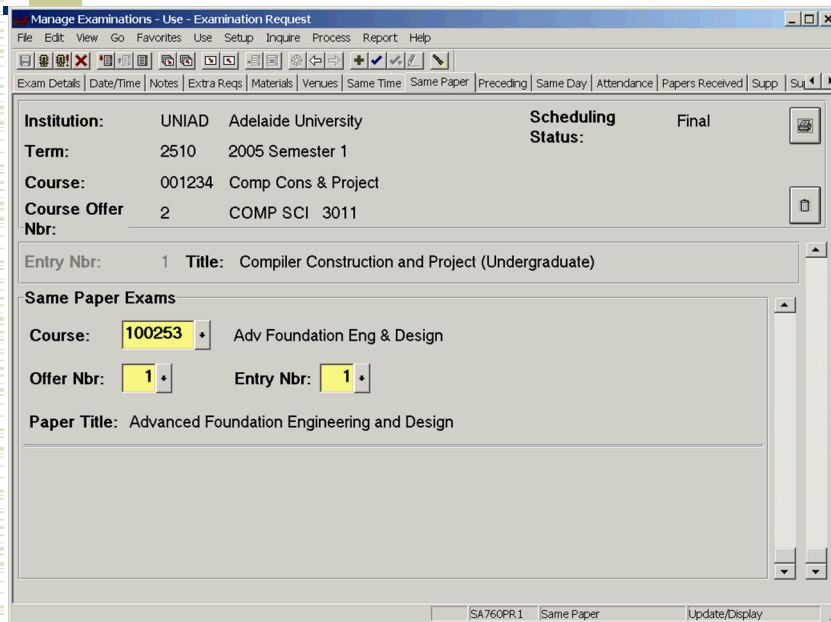 Manage Examinations - Use - Examination Request
File Edit View Go Favorites Use Setup Inquire Process Report Help
Exam Details Date/Time Notes Extra Reqs Materials Venues Same Time Same Paper Preceding Same Day Attendance Papers Received Supp Su
Institution: UNIAD Adelaide University Scheduling Status: Final
Term: 2510 2005 Semester 1
Course: 001234 Comp Cons & Project
Course Offer Nbr: 2 COMP SCI 3011
Entry Nbr: 1 Title: Compiler Construction and Project (Undergraduate)
Same Paper Exams
Course: 100253 Adv Foundation Eng & Design
Offer Nbr: 1 Entry Nbr: 1
Paper Title: Advanced Foundation Engineering and Design
SA760PR1 Same Paper Update/Display